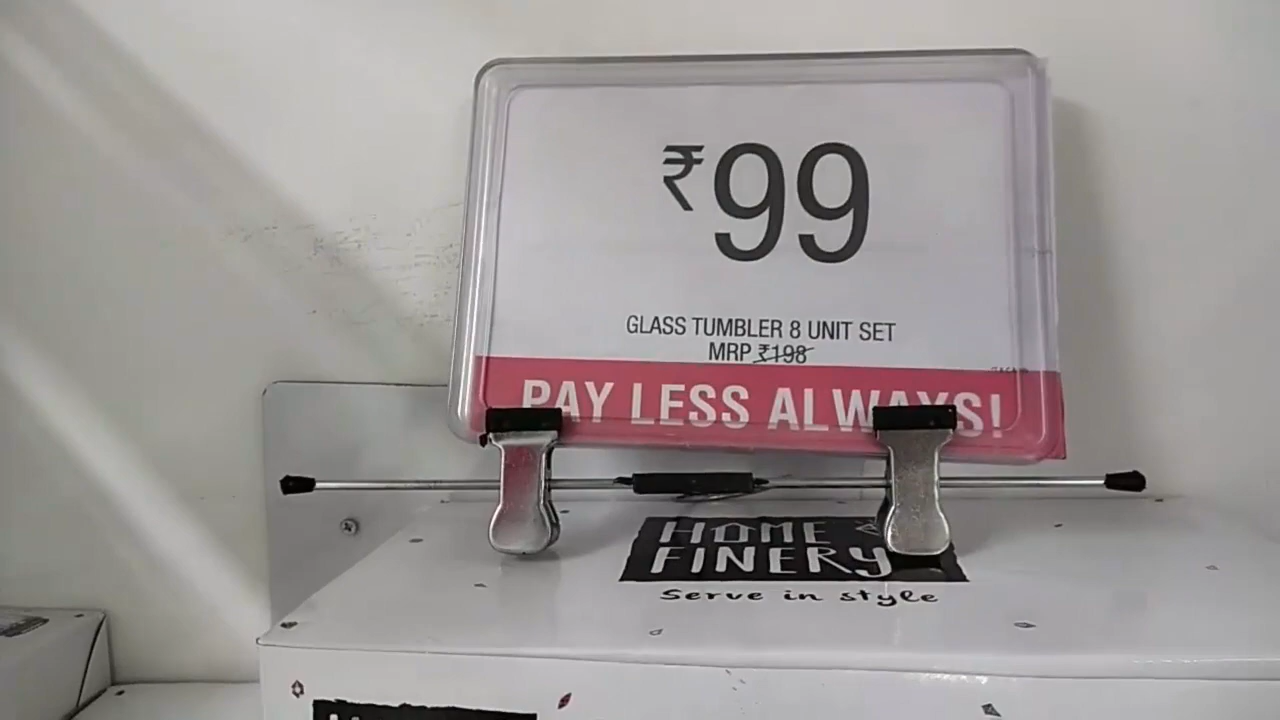 ₹99
GLASS TUMBLER 8 UNIT SET
MRP ₹198
PAY LESS ALWAYS!
HOME &
FINERY
Serve in style